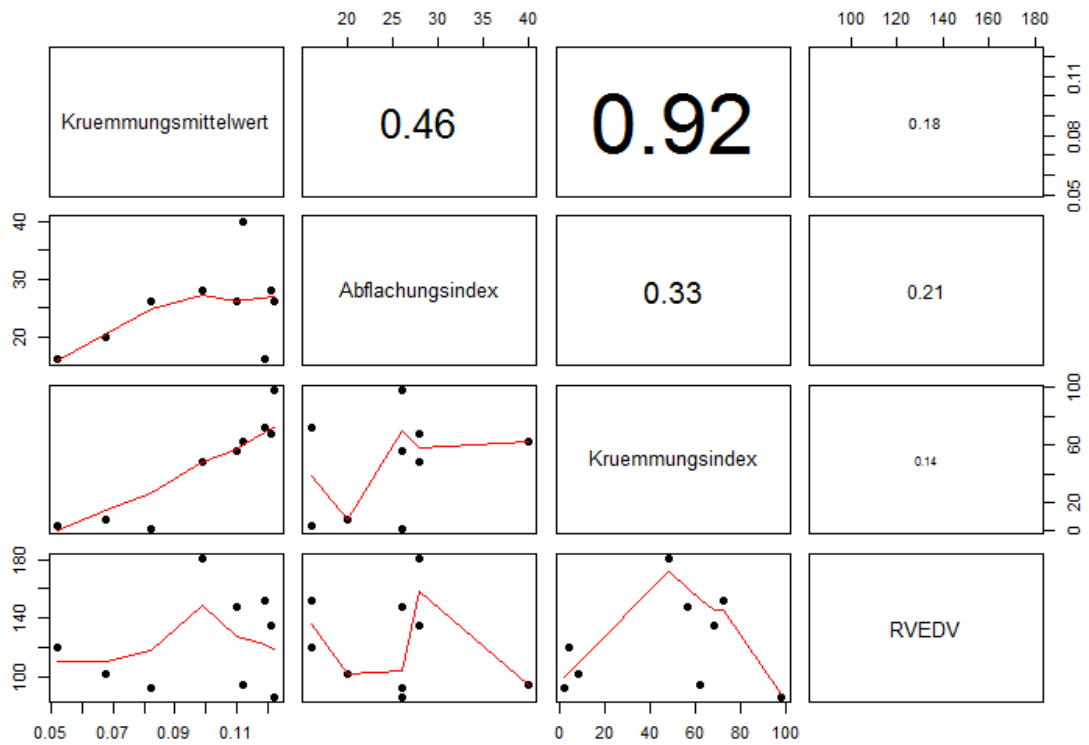 20 25 30 35 40 100 120 140 160 180
Kruemmungsmittelwert 0.46 0.92 0.18 0.05 0.08 0.11
20 30 40 Abflachungsindex 0.33 0.21
Kruemmungsindex 0.14 0 20 60 100
100 140 180 RVEDV
0.05 0.07 0.09 0.11 0 20 40 60 80 100